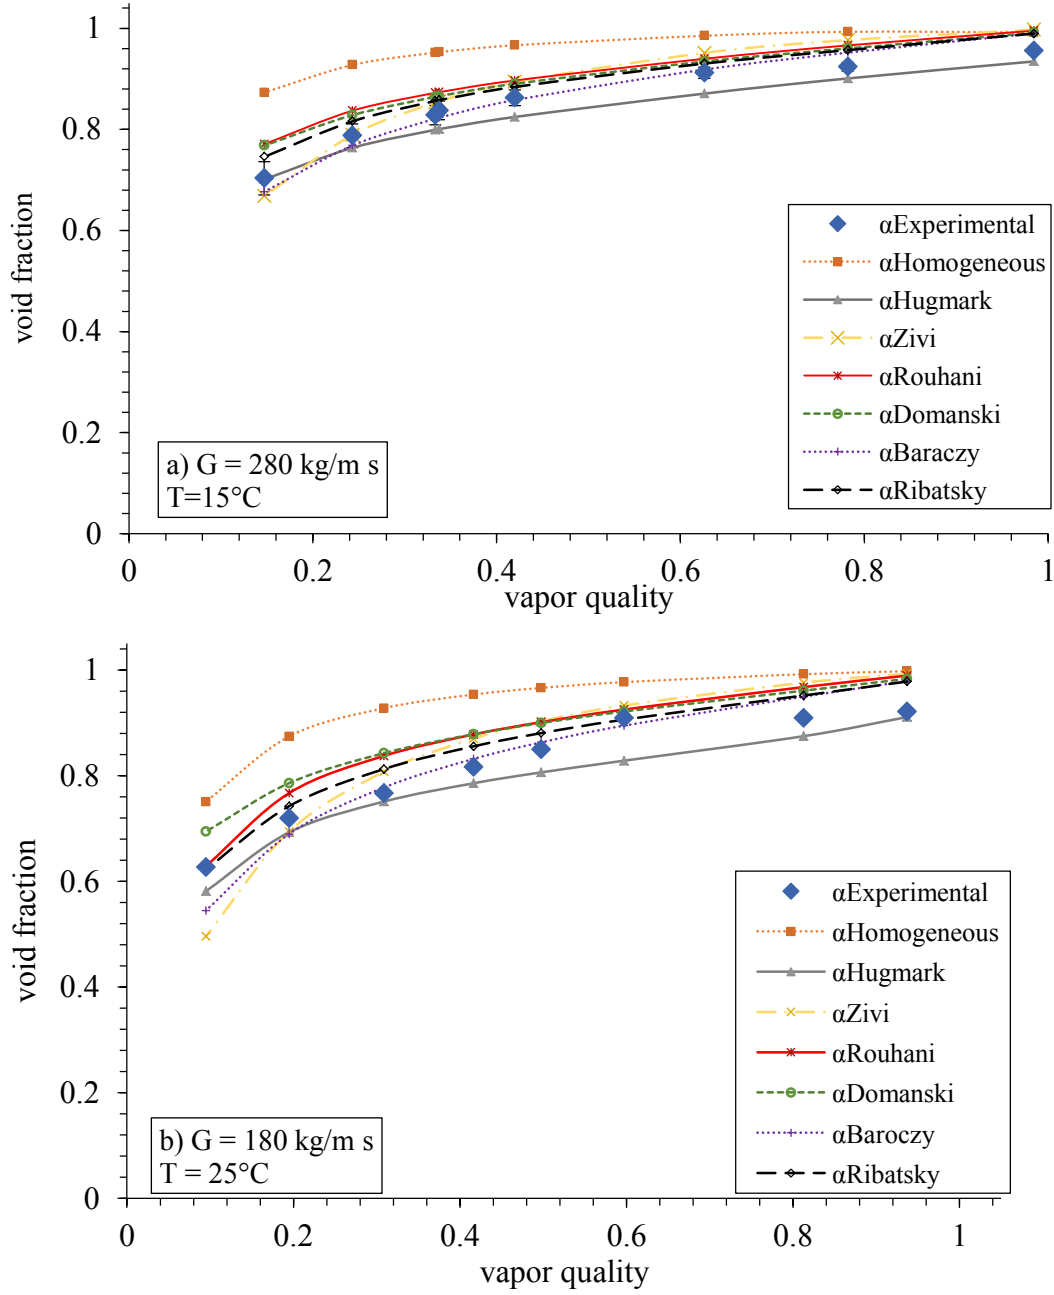 1
0.8
0.6
0.4
0.2
0
void fraction
αExperimental
αHomogeneous
αHugmark
αZivi
αRouhani
αDomanski
αBaraczy
αRibatsky
a) G = 280 kg/m s
T=15°C
0 0.2 0.4 0.6 0.8 1
vapor quality
1
0.8
0.6
0.4
0.2
0
void fraction
αExperimental
αHomogeneous
αHugmark
αZivi
αRouhani
αDomanski
αBaroczy
αRibatsky
b) G = 180 kg/m s
T = 25°C
0 0.2 0.4 0.6 0.8 1
vapor quality